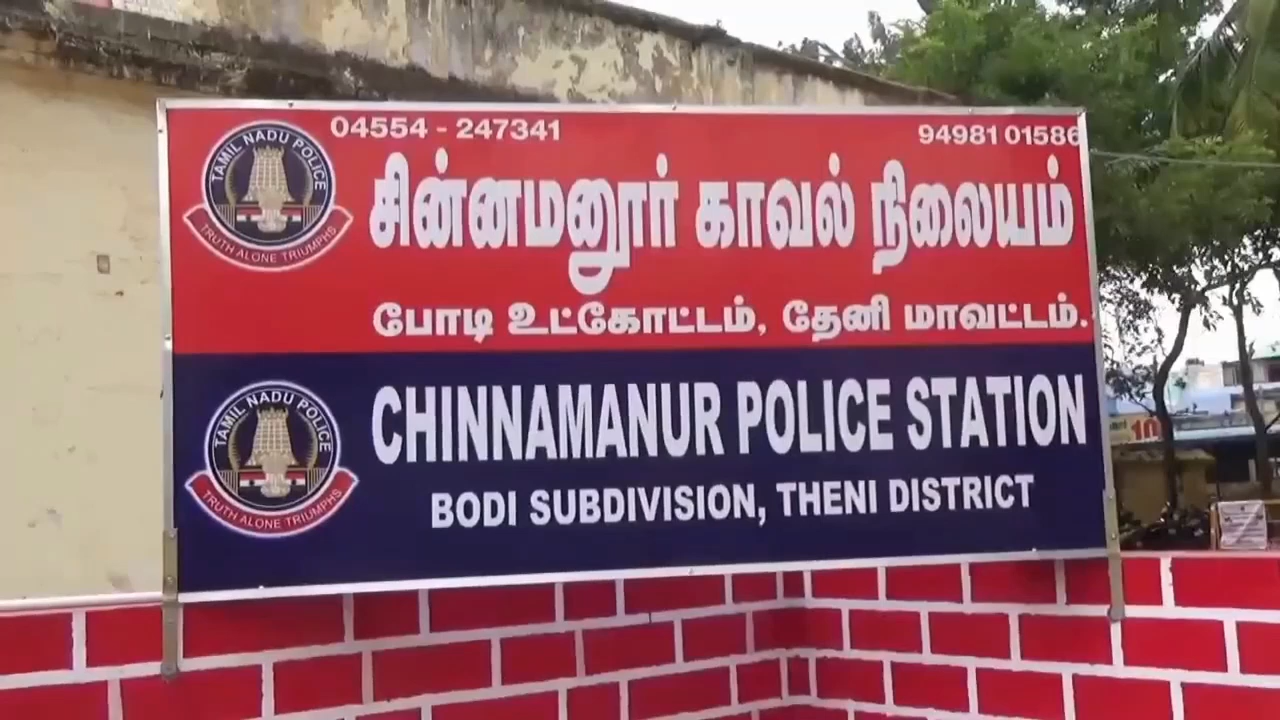 04554 - 247341
94981 01586
TAMIL NADU POLICE
TRUTH ALONE TRIUMPHS
சின்னமனூர் காவல் நிலையம்
போடி உட்கோட்டம், தேனி மாவட்டம்.
TAMIL NADU POLICE
TRUTH ALONE TRIUMPHS
CHINNAMANUR POLICE STATION
BODI SUBDIVISION, THENI DISTRICT
10